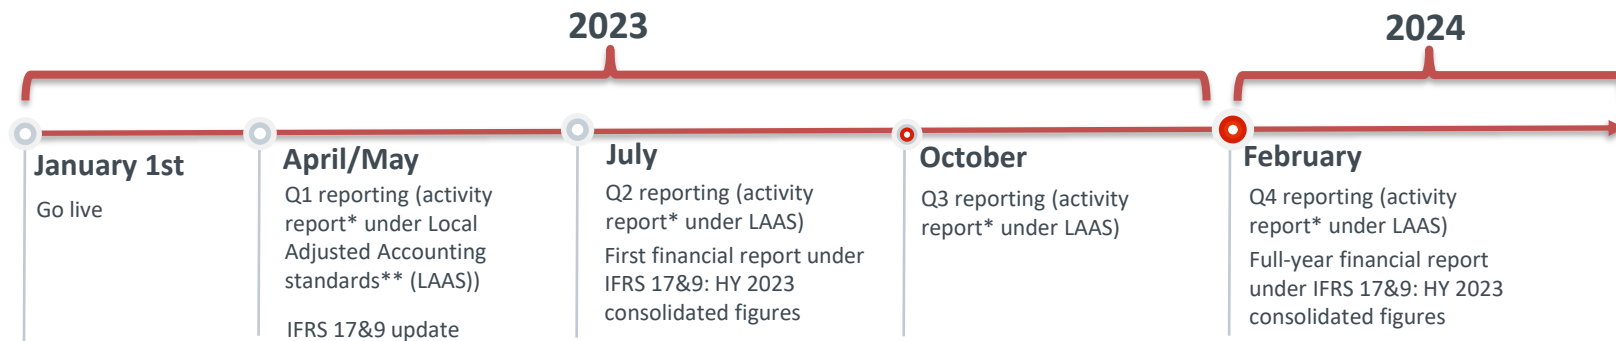 2023
2024
January 1st
Go live
April/May
Q1 reporting (activity
report* under Local
Adjusted Accounting
standards** (LAAS))
IFRS 17&9 update
July
Q2 reporting (activity
report* under LAAS)
First financial report under
IFRS 17&9: HY 2023
consolidated figures
October
Q3 reporting (activity
report* under LAAS)
February
Q4 reporting (activity
report* under LAAS)
Full-year financial report
under IFRS 17&9: HY 2023
consolidated figures